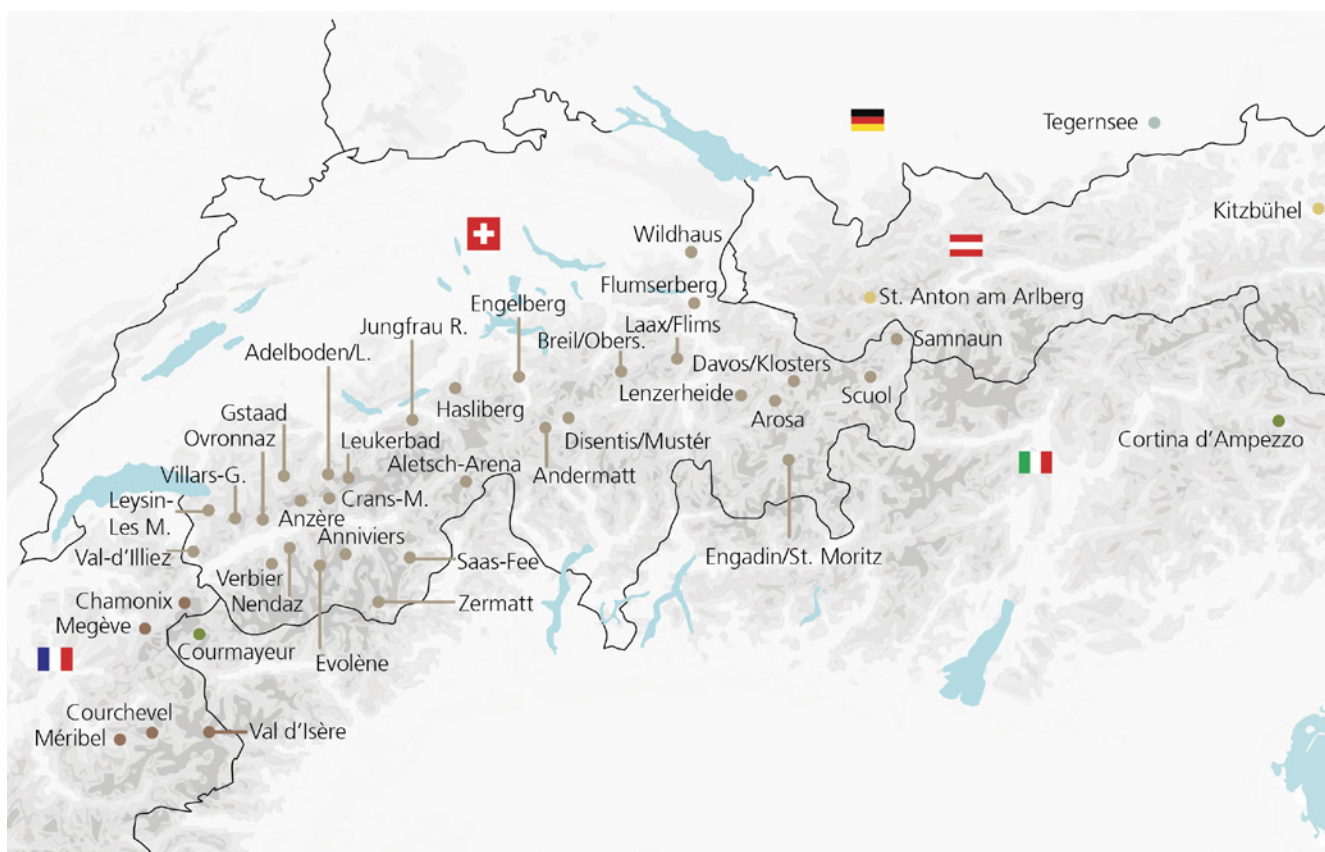 Tegernsee
Kitzbühel
Wildhaus
Flumserberg
St. Anton am Arlberg
Engelberg
Jungfrau R.
Breil/Obers.
Laax/Flims
Samnaun
Adelboden/L.
Davos/Klosters
Gstaad
Hasliberg
Lenzerheide
Scuol
Arosa
Ovronnaz
Leukerbad
Disentis/Mustér
Cortina d'Ampezzo
Villars-G.
Aletsch-Arena
Andermatt
Leysin-
Les M.
Crans-M.
Anzère
Anniviers
Val-d'Illiez
Saas-Fee
Engadin/St. Moritz
Verbier
Nendaz
Zermatt
Chamonix
Megève
Courmayeur
Evolène
Courchevel
Méribel
Val d'Isère